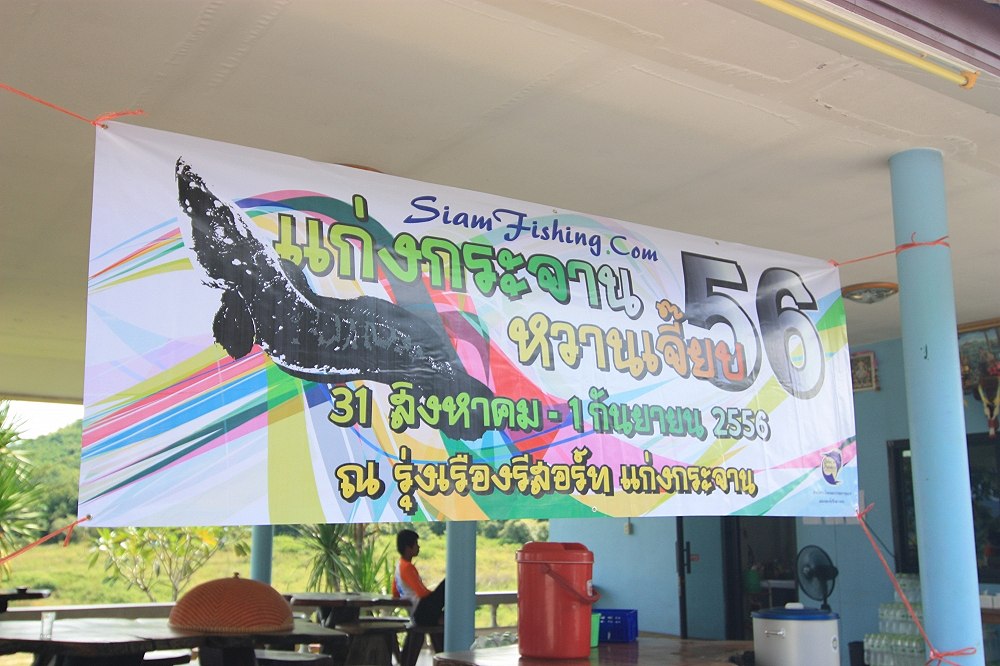 SiamFishing.Com
แก่งกระจาน
หวานเจี๊ยบ 56
31 สิงหาคม - 1 กันยายน 2556
ณ รุ่งเรืองรีสอร์ท แก่งกระจาน